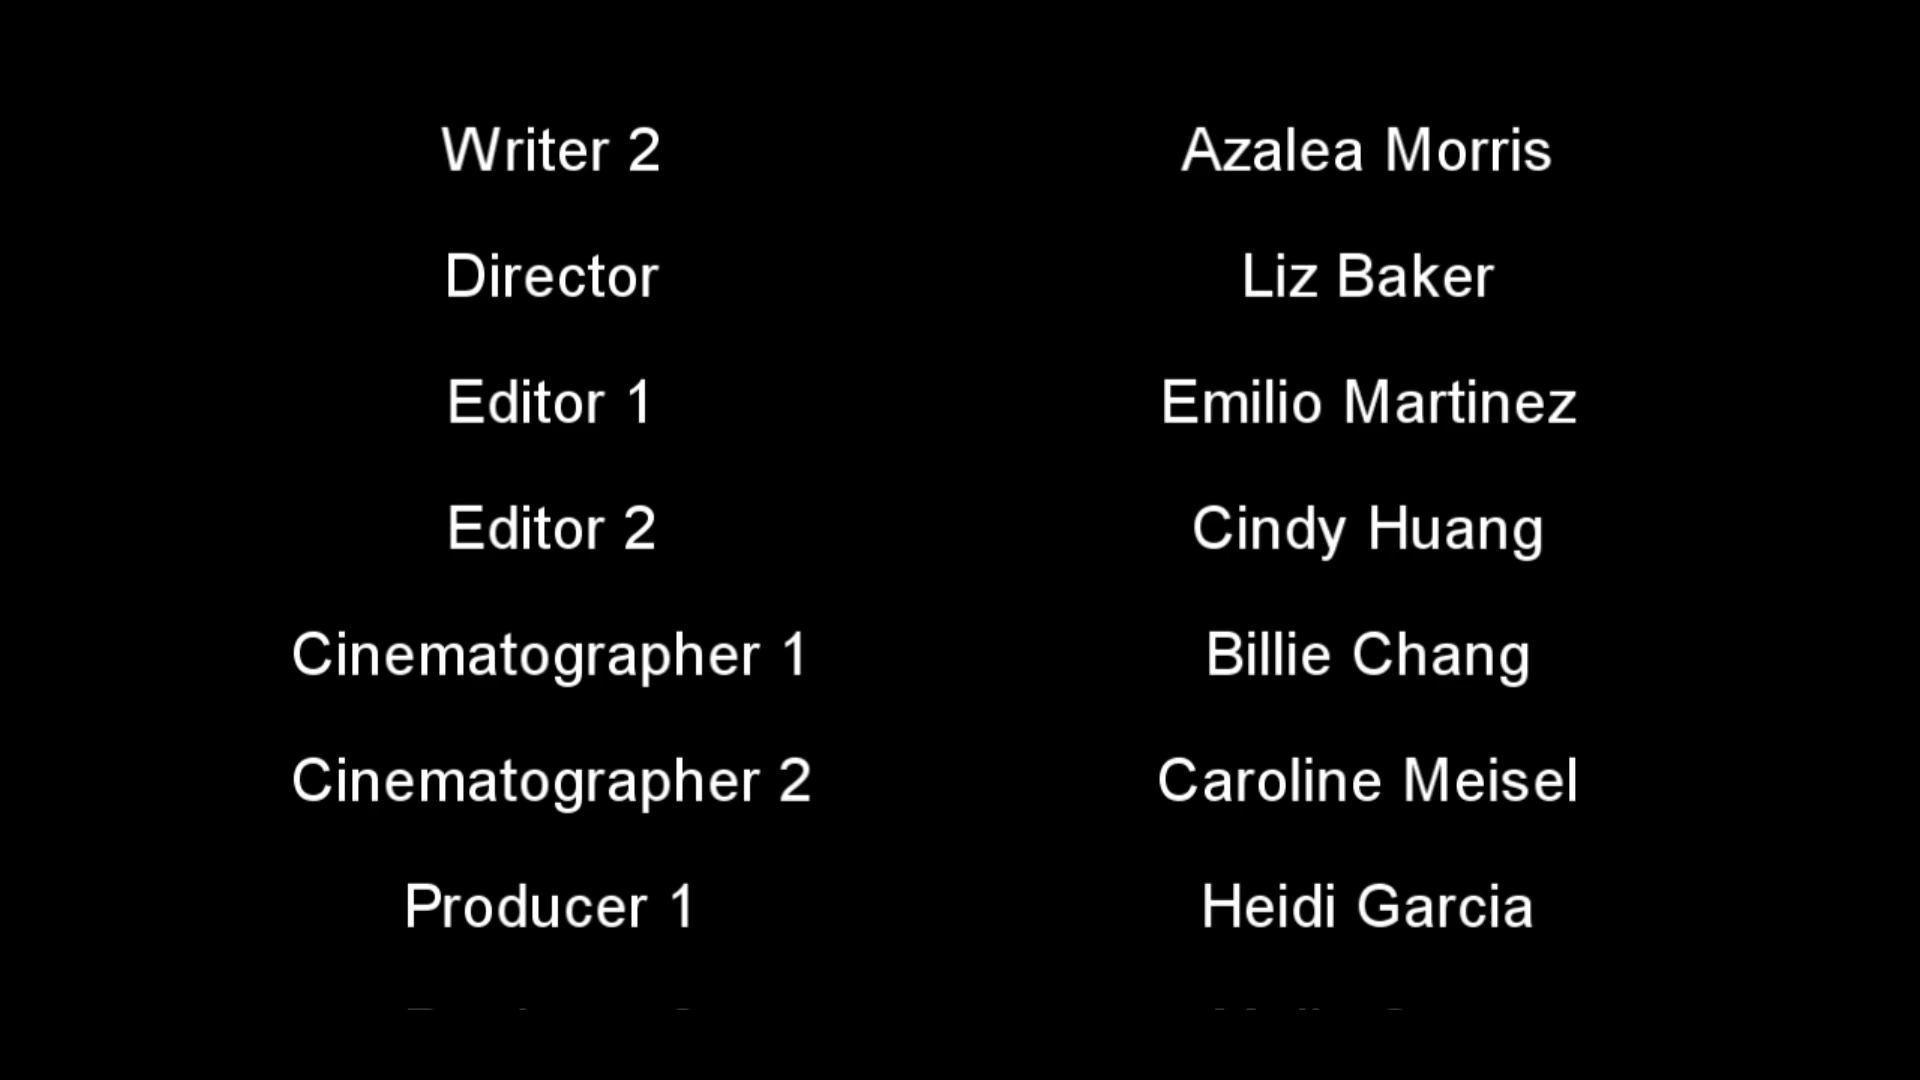 Writer 2 Azalea Morris
Director Liz Baker
Editor 1 Emilio Martinez
Editor 2 Cindy Huang
Cinematographer 1 Billie Chang
Cinematographer 2 Caroline Meisel
Producer 1 Heidi Garcia